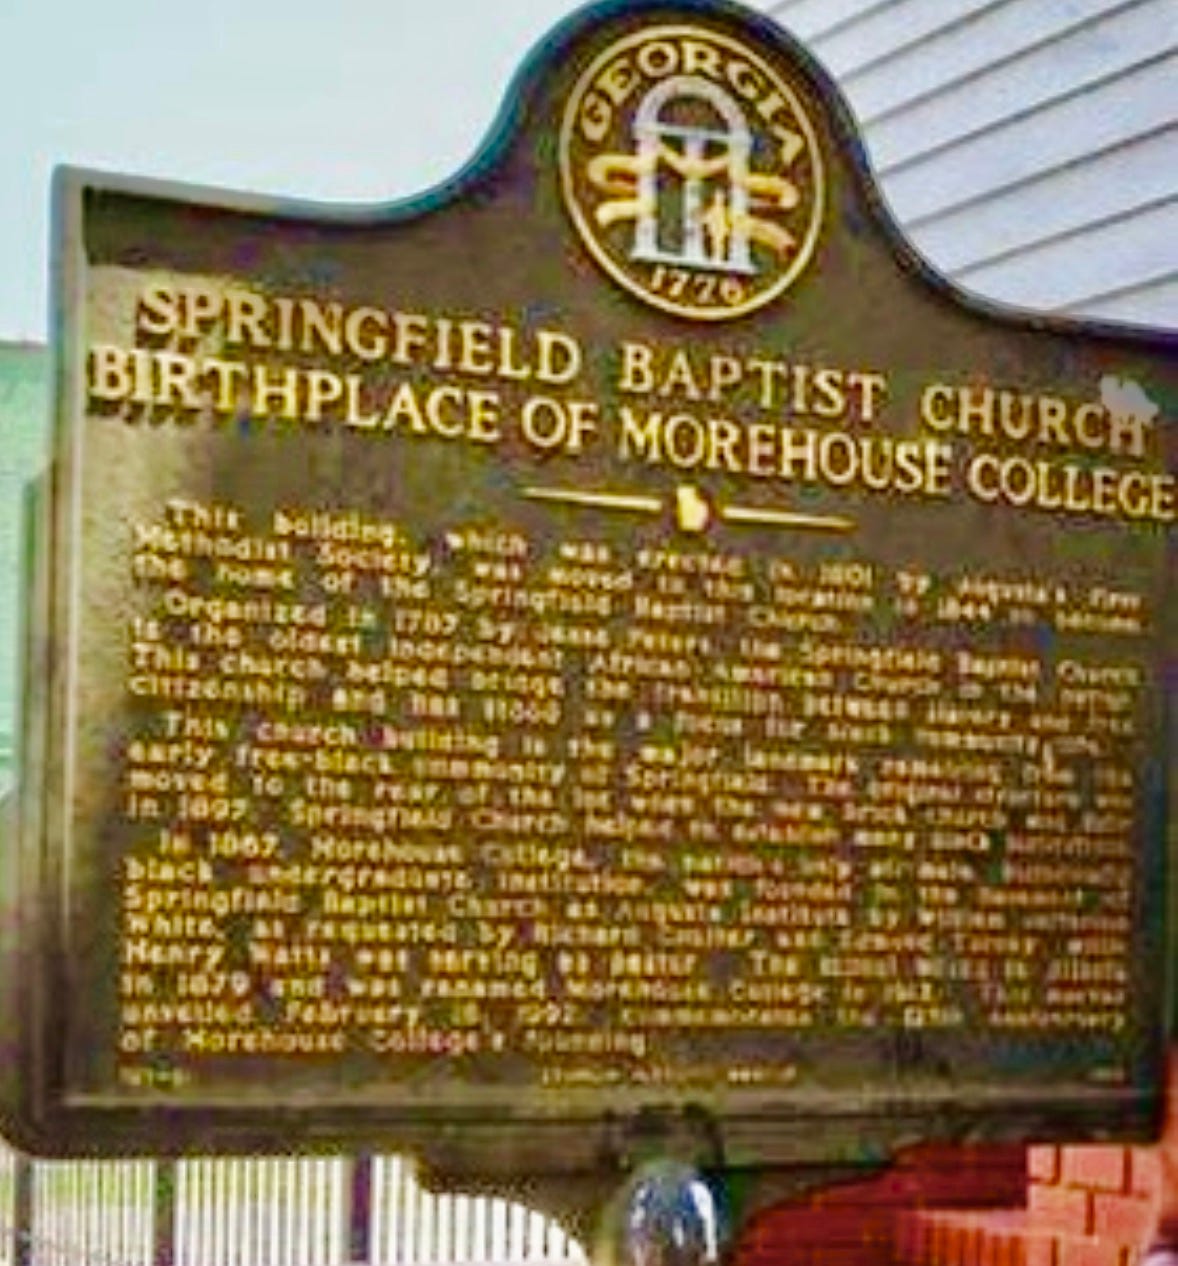 GEORGIA
1776
SPRINGFIELD BAPTIST CHURCH
BIRTHPLACE OF MOREHOUSE COLLEGE
This building, which was erected in 1801 by Augusta's first
Methodist Society, was moved to this location in 1844 to become
the home of the Springfield Baptist Church.
Organized in 1787 by Jesse Peters, the Springfield Baptist Church
is the oldest independent African American Church in the nation.
This church helped bridge the transition between slavery and free
citizenship and has stood as a focus for black community life.
This church building is the major landmark remaining from the
early free-black community of Springfield. The original structure was
moved to the rear of the lot when the new brick church was built
in 1897. Springfield Church helped to establish many black institutions.
In 1867, Morehouse College, the nation's only all-male, historically
black undergraduate institution, was founded in the basement of
Springfield Baptist Church as Augusta Institute by William Jefferson
White, as requested by Richard Coulter and Edmund Turney while
Henry Watts was serving as pastor. The school moved to Atlanta
in 1879 and was renamed Morehouse College in 1913. This marker
unveiled February 1992, commemorates the 125th anniversary
of Morehouse College's founding.